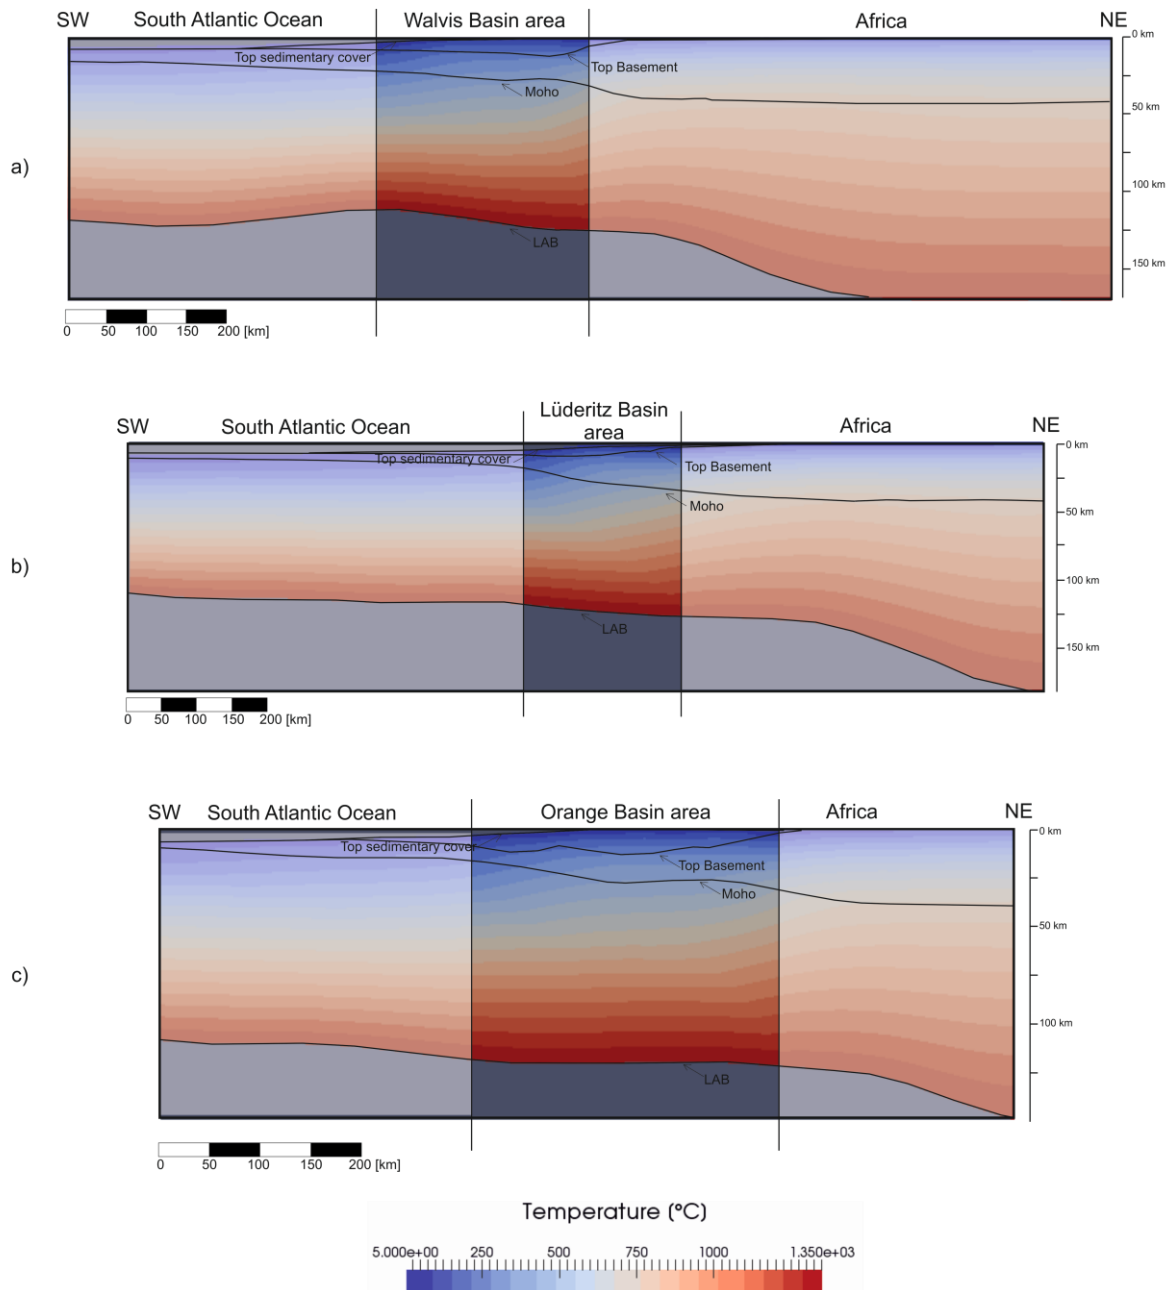 SW South Atlantic Ocean Walvis Basin area Africa NE
0 km
Top sedimentary cover
Top Basement
Moho
50 km
a)
100 km
LAB
150 km
0 50 100 150 200 [km]
Lüderitz Basin
SW South Atlantic Ocean area Africa NE
0 km
Top sedimentary cover
Top Basement
Moho
50 km
b)
100 km
LAB
150 km
0 50 100 150 200 [km]
SW South Atlantic Ocean Orange Basin area Africa NE
0 km
Top sedimentary cover
Top Basement
Moho
50 km
c)
100 km
LAB
0 50 100 150 200 [km]
Temperature (°C)
5.000e+00 250 500 750 1000 1.350e+03